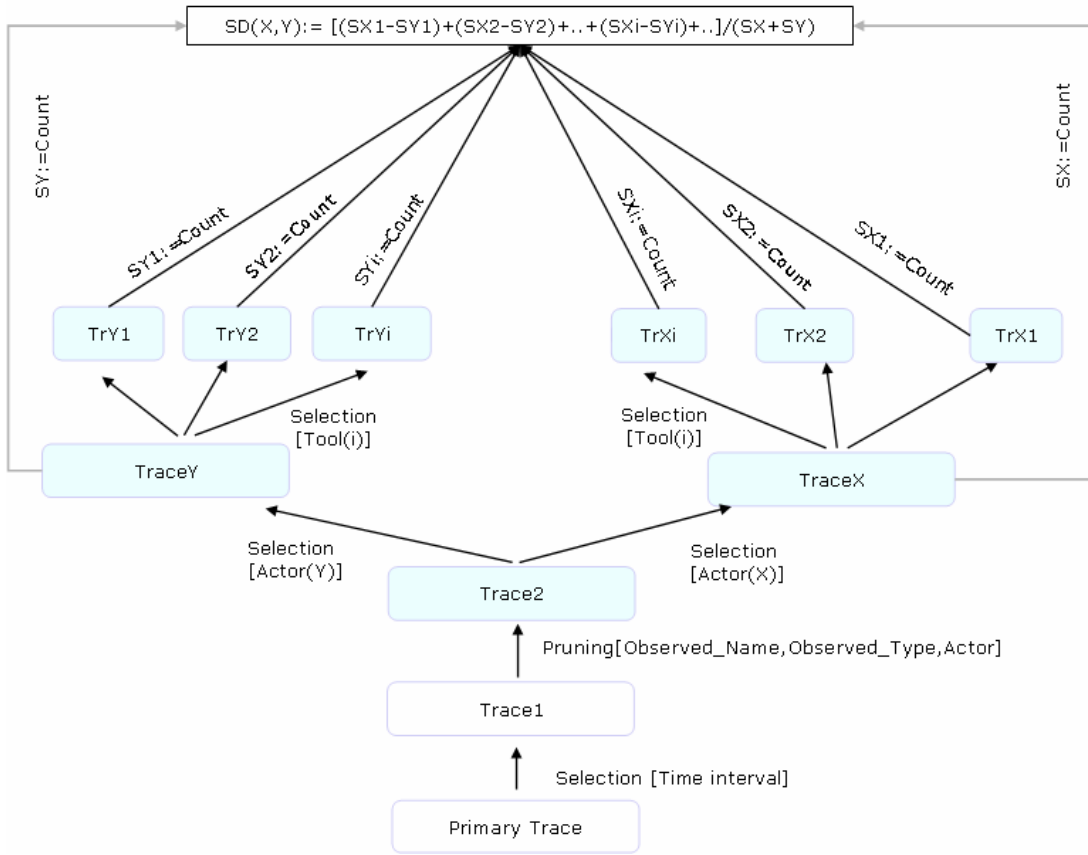 SD(X,Y):= [(SX1-SY1)+(SX2-SY2)+..+(SXi-SYi)+..]/(SX+SY)
SY:=Count
SX:=Count
SY1:=Count
SY2:=Count
SYi:=Count
SXi:=Count
SX2:=Count
SX1:=Count
TrY1
TrY2
TrYi
TrXi
TrX2
TrX1
Selection
[Tool(i)]
Selection
[Tool(i)]
TraceY
TraceX
Selection
[Actor(Y)]
Selection
[Actor(X)]
Trace2
Pruning[Observed_Name,Observed_Type,Actor]
Trace1
Selection [Time interval]
Primary Trace